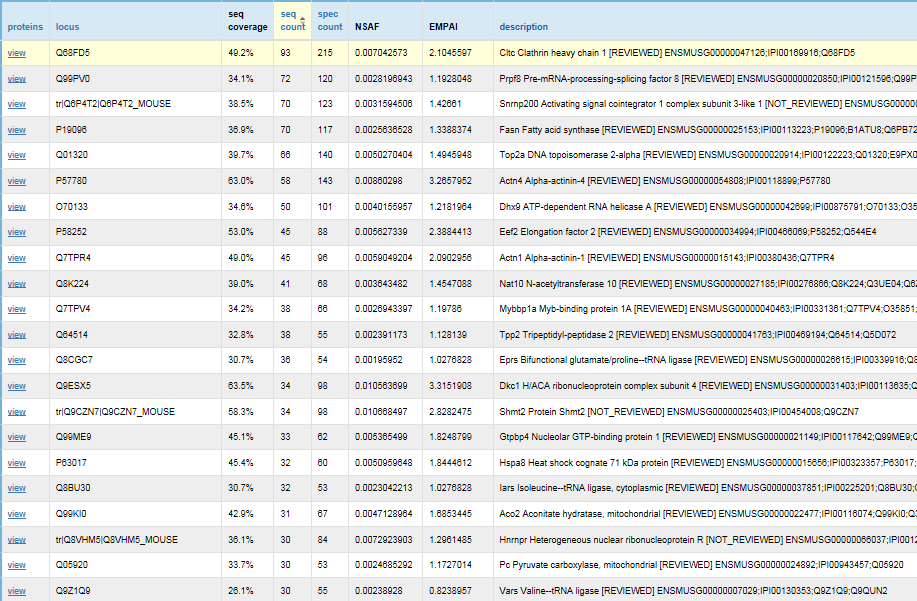 proteins locus seq coverage seq count spec count NSAF EMPAI description
view Q68FD5 49.2% 93 215 0.007042573 2.1045597 Cltc Clathrin heavy chain 1 [REVIEWED] ENSMUSG00000047126;IPI00169916;Q68FD5
view Q99PV0 34.1% 72 120 0.0028196943 1.1928048 Prpf8 Pre-mRNA-processing-splicing factor 8 [REVIEWED] ENSMUSG00000020850;IPI00121596;Q99P
view tr|Q6P4T2|Q6P4T2_MOUSE 38.5% 70 123 0.0031594506 1.42661 Snrnp200 Activating signal cointegrator 1 complex subunit 3-like 1 [NOT_REVIEWED] ENSMUSG00000
view P19096 36.9% 70 117 0.0025636528 1.3388374 Fasn Fatty acid synthase [REVIEWED] ENSMUSG00000025153;IPI00113223;P19096;B1ATU8;Q6PB72
view Q01320 39.7% 66 140 0.0050270404 1.4945948 Top2a DNA topoisomerase 2-alpha [REVIEWED] ENSMUSG00000020914;IPI00122223;Q01320;E9PX0
view P57780 63.0% 58 143 0.00860298 3.2657952 Actn4 Alpha-actinin-4 [REVIEWED] ENSMUSG00000054808;IPI00118899;P57780
view O70133 34.6% 50 101 0.0040155957 1.2181964 Dhx9 ATP-dependent RNA helicase A [REVIEWED] ENSMUSG00000042699;IPI00875791;O70133;O35
view P58252 53.0% 45 88 0.005627339 2.3884413 Eef2 Elongation factor 2 [REVIEWED] ENSMUSG00000034994;IPI00466069;P58252;Q544E4
view Q7TPR4 49.0% 45 96 0.0059049204 2.0902956 Actn1 Alpha-actinin-1 [REVIEWED] ENSMUSG00000015143;IPI00380436;Q7TPR4
view Q8K224 39.0% 41 68 0.003643482 1.4547088 Nat10 N-acetyltransferase 10 [REVIEWED] ENSMUSG00000027185;IPI00276866;Q8K224;Q3UE04;Q6
view Q7TPV4 34.2% 38 66 0.0026943397 1.19786 Mybbp1a Myb-binding protein 1A [REVIEWED] ENSMUSG00000040463;IPI00331361;Q7TPV4;O35851;
view Q64514 32.8% 38 55 0.002391173 1.128139 Tpp2 Tripeptidyl-peptidase 2 [REVIEWED] ENSMUSG00000041763;IPI00469194;Q64514;Q5D072
view Q8CGC7 30.7% 36 54 0.00195952 1.0276828 Eprs Bifunctional glutamate/proline--tRNA ligase [REVIEWED] ENSMUSG00000026615;IPI00339916;Q8
view Q9ESX5 63.5% 34 98 0.010563699 3.3151908 Dkc1 H/ACA ribonucleoprotein complex subunit 4 [REVIEWED] ENSMUSG00000031403;IPI00113635;Q
view tr|Q9CZN7|Q9CZN7_MOUSE 58.3% 34 98 0.010668497 2.8282475 Shmt2 Protein Shmt2 [NOT_REVIEWED] ENSMUSG00000025403;IPI00454008;Q9CZN7
view Q99ME9 45.1% 33 62 0.005365499 1.8248799 Gtpbp4 Nucleolar GTP-binding protein 1 [REVIEWED] ENSMUSG00000021149;IPI00117642;Q99ME9;Q
view P63017 45.4% 32 60 0.0050959648 1.8444612 Hspa8 Heat shock cognate 71 kDa protein [REVIEWED] ENSMUSG00000015656;IPI00323357;P63017;
view Q8BU30 30.7% 32 53 0.0023042213 1.0276828 Iars Isoleucine--tRNA ligase, cytoplasmic [REVIEWED] ENSMUSG00000037851;IPI00225201;Q8BU30;
view Q99KI0 42.9% 31 67 0.0047128964 1.6853445 Aco2 Aconitate hydratase, mitochondrial [REVIEWED] ENSMUSG00000022477;IPI00116074;Q99KI0;Q
view tr|Q8VHM5|Q8VHM5_MOUSE 36.1% 30 84 0.0072923903 1.2961485 Hnrnpr Heterogeneous nuclear ribonucleoprotein R [NOT_REVIEWED] ENSMUSG00000066037;IPI0012
view Q05920 33.7% 30 53 0.0024685292 1.1727014 Pc Pyruvate carboxylase, mitochondrial [REVIEWED] ENSMUSG00000024892;IPI00943457;Q05920
view Q9Z1Q9 26.1% 30 55 0.00238928 0.8238957 Vars Valine--tRNA ligase [REVIEWED] ENSMUSG00000007029;IPI00130353;Q9Z1Q9;Q9QUN2